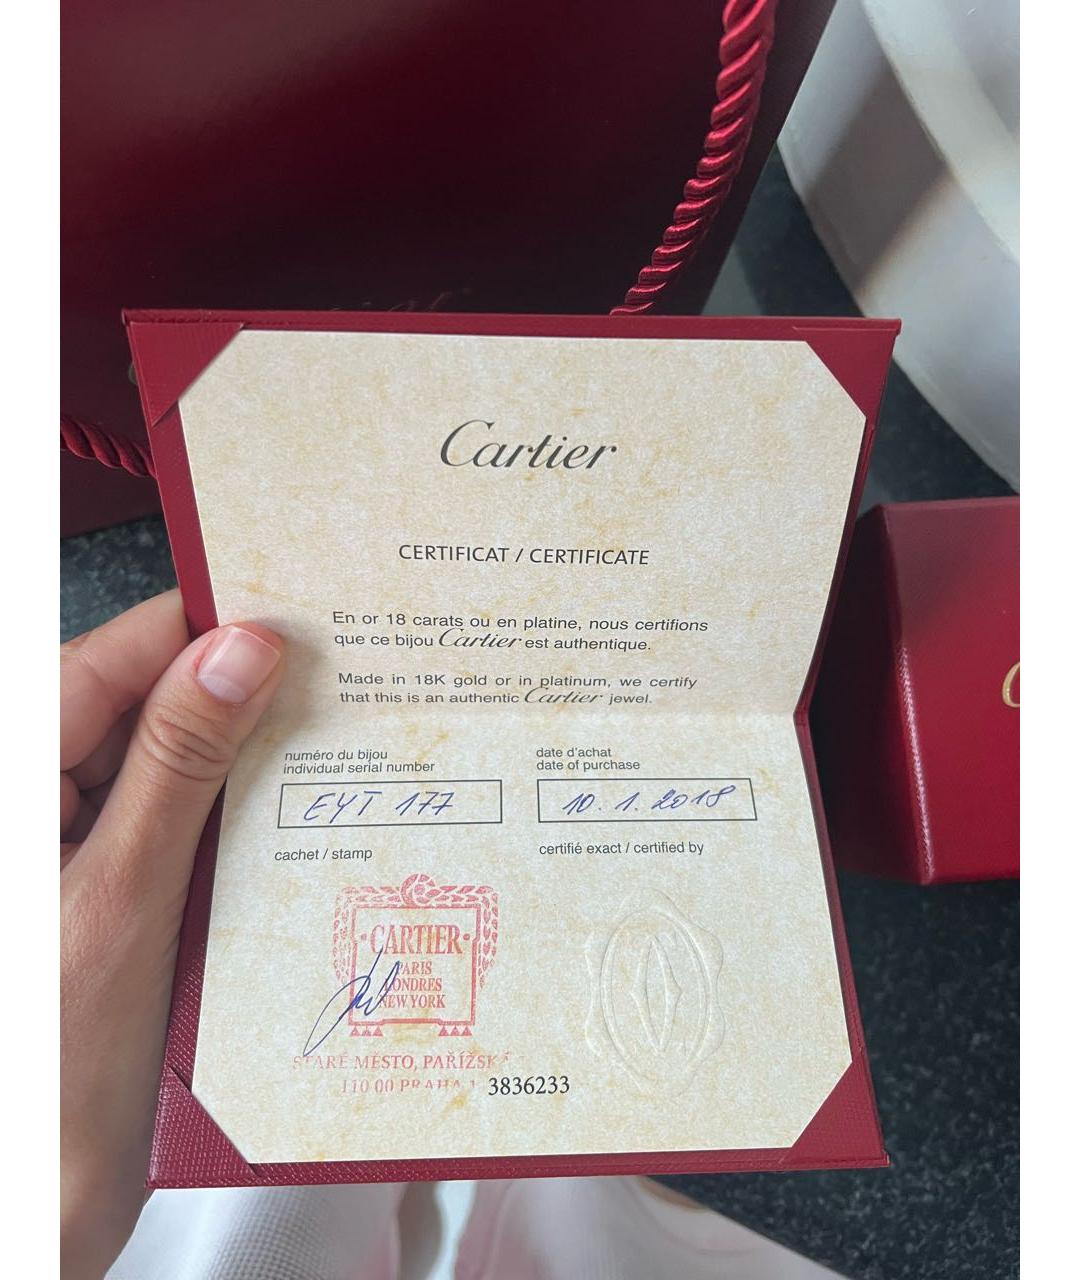 Cartier
CERTIFICAT / CERTIFICATE
En or 18 carats ou en platine, nous certifions
que ce bijou Cartier est authentique.
Made in 18K gold or in platinum, we certify
that this is an authentic Cartier jewel.
numéro du bijou
individual serial number
EYT 177
date d'achat
date of purchase
10. 1. 2018
cachet / stamp
certifié exact / certified by
CARTIER
PARIS
LONDRES
NEW YORK
STARÉ MĚSTO, PAŘÍŽSKÁ
110 00 PRAHA 1
3836233